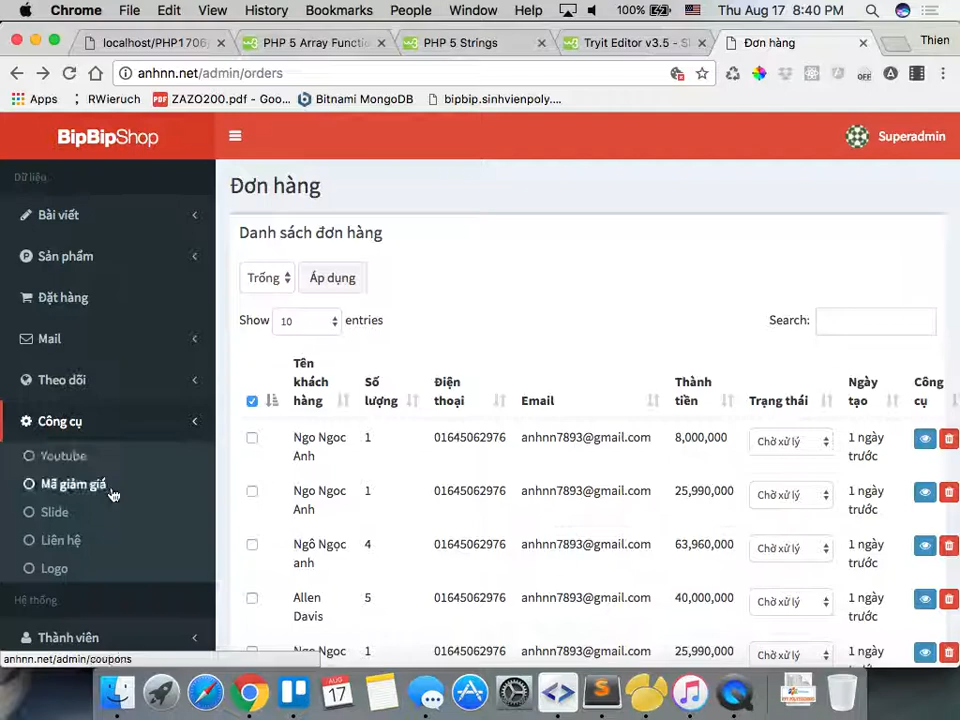 Chrome File Edit View History Bookmarks People Window Help 100% Thu Aug 17 8:40 PM
localhost/PHP1706 PHP 5 Array Functi PHP 5 Strings Tryit Editor v3.5 - S Đơn hàng Thien
anhnn.net/admin/orders OFF
Apps RWieruch ZAZO200.pdf - Goo... Bitnami MongoDB bipbip.sinhvienpoly....
BipBipShop Superadmin
Dữ liệu
Bài viết
Sản phẩm
Đặt hàng
Mail
Theo dõi
Công cụ
Youtube
Mã giảm giá
Slide
Liên hệ
Logo
Hệ thống
Thành viên
anhnn.net/admin/coupons
Đơn hàng
Danh sách đơn hàng
Trống Áp dụng
Show 10 entries Search:
Tên khách hàng Số lượng Điện thoại Email Thành tiền Trạng thái Ngày tạo Công cụ
Ngo Ngoc Anh 1 01645062976 anhnn7893@gmail.com 8,000,000 Chờ xử lý 1 ngày trước
Ngo Ngoc Anh 1 01645062976 anhnn7893@gmail.com 25,990,000 Chờ xử lý 1 ngày trước
Ngô Ngọc anh 4 01645062976 anhnn7893@gmail.com 63,960,000 Chờ xử lý 1 ngày trước
Allen Davis 5 01645062976 anhnn7893@gmail.com 40,000,000 Chờ xử lý 1 ngày trước
Ngo Ngoc 1 01645062976 anhnn7893@gmail.com 25,990,000 Chờ xử lý 1 ngày
AUG 17